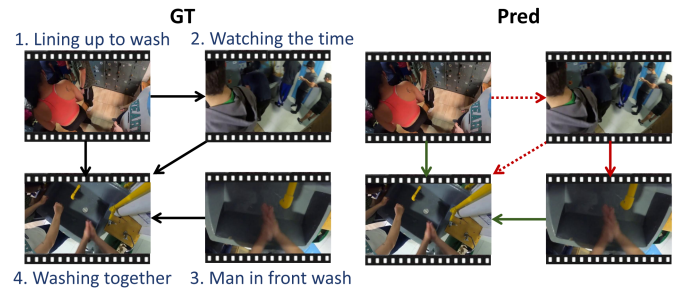 GT
Pred
1. Lining up to wash
2. Watching the time
4. Washing together
3. Man in front wash